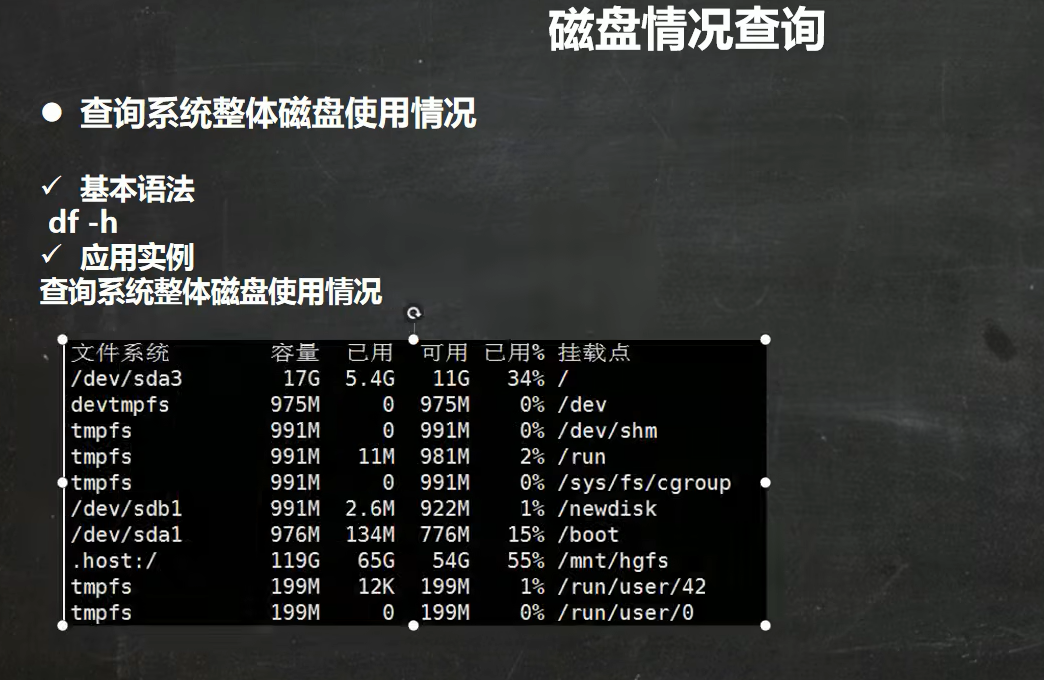 磁盘情况查询
● 查询系统整体磁盘使用情况
✓ 基本语法
df -h
✓ 应用实例
查询系统整体磁盘使用情况
文件系统 容量 已用 可用 已用% 挂载点
/dev/sda3 17G 5.4G 11G 34% /
devtmpfs 975M 0 975M 0% /dev
tmpfs 991M 0 991M 0% /dev/shm
tmpfs 991M 11M 981M 2% /run
tmpfs 991M 0 991M 0% /sys/fs/cgroup
/dev/sdb1 991M 2.6M 922M 1% /newdisk
/dev/sda1 976M 134M 776M 15% /boot
.host:/ 119G 65G 54G 55% /mnt/hgfs
tmpfs 199M 12K 199M 1% /run/user/42
tmpfs 199M 0 199M 0% /run/user/0